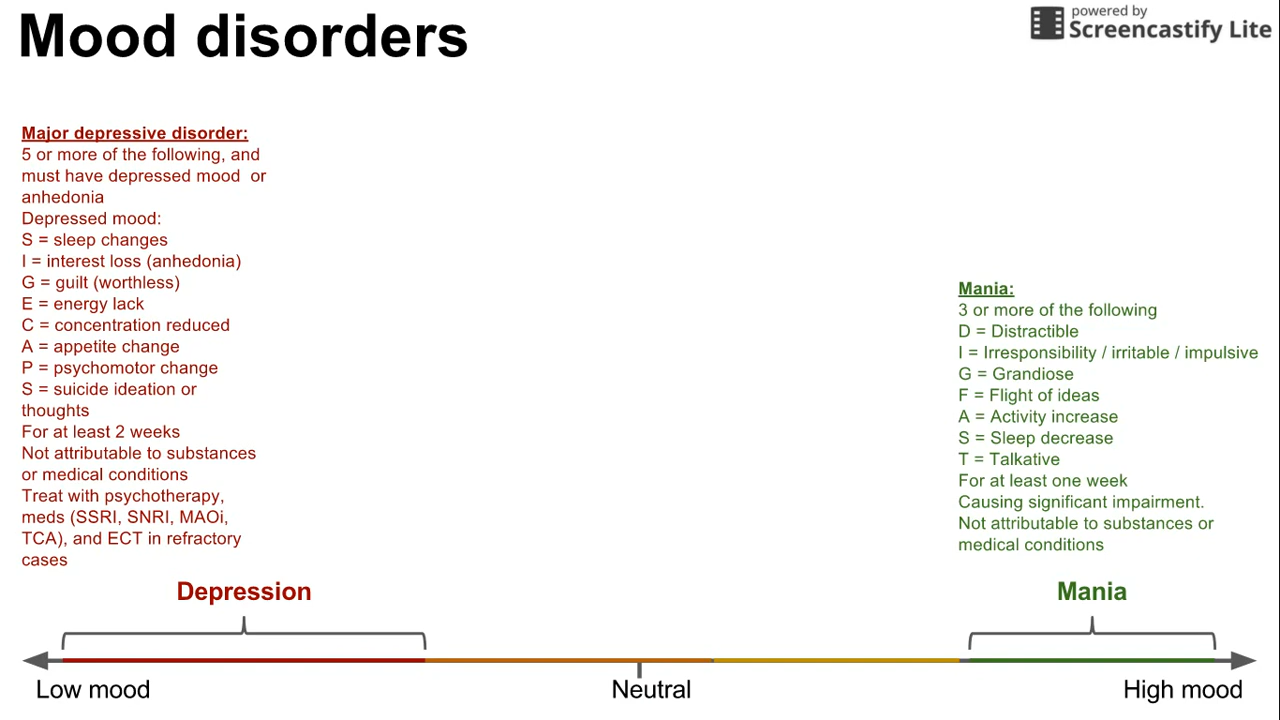 Mood disorders
powered by
Screencastify Lite
Major depressive disorder:
5 or more of the following, and
must have depressed mood or
anhedonia
Depressed mood:
S = sleep changes
I = interest loss (anhedonia)
G = guilt (worthless)
E = energy lack
C = concentration reduced
A = appetite change
P = psychomotor change
S = suicide ideation or
thoughts
For at least 2 weeks
Not attributable to substances
or medical conditions
Treat with psychotherapy,
meds (SSRI, SNRI, MAOi,
TCA), and ECT in refractory
cases
Mania:
3 or more of the following
D = Distractible
I = Irresponsibility / irritable / impulsive
G = Grandiose
F = Flight of ideas
A = Activity increase
S = Sleep decrease
T = Talkative
For at least one week
Causing significant impairment.
Not attributable to substances or
medical conditions
Depression
Mania
Low mood
Neutral
High mood